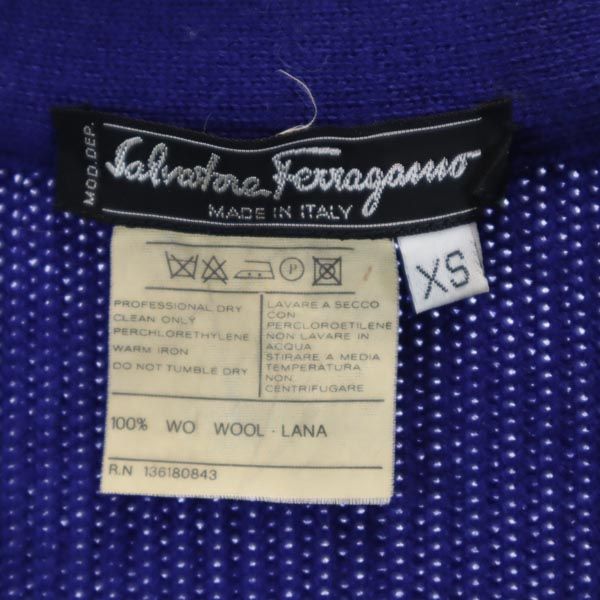 MOD. DEP.
Salvatore Ferragamo
MADE IN ITALY
XS
P
PROFESSIONAL DRY
CLEAN ONLY
PERCHLORETHYLENE
WARM IRON
DO NOT TUMBLE DRY
LAVARE A SECCO
CON
PERCLOROETILENE
NON LAVARE IN
ACQUA
STIRARE A MEDIA
TEMPERATURA
NON
CENTRIFUGARE
100% WO WOOL · LANA
R.N 136180843